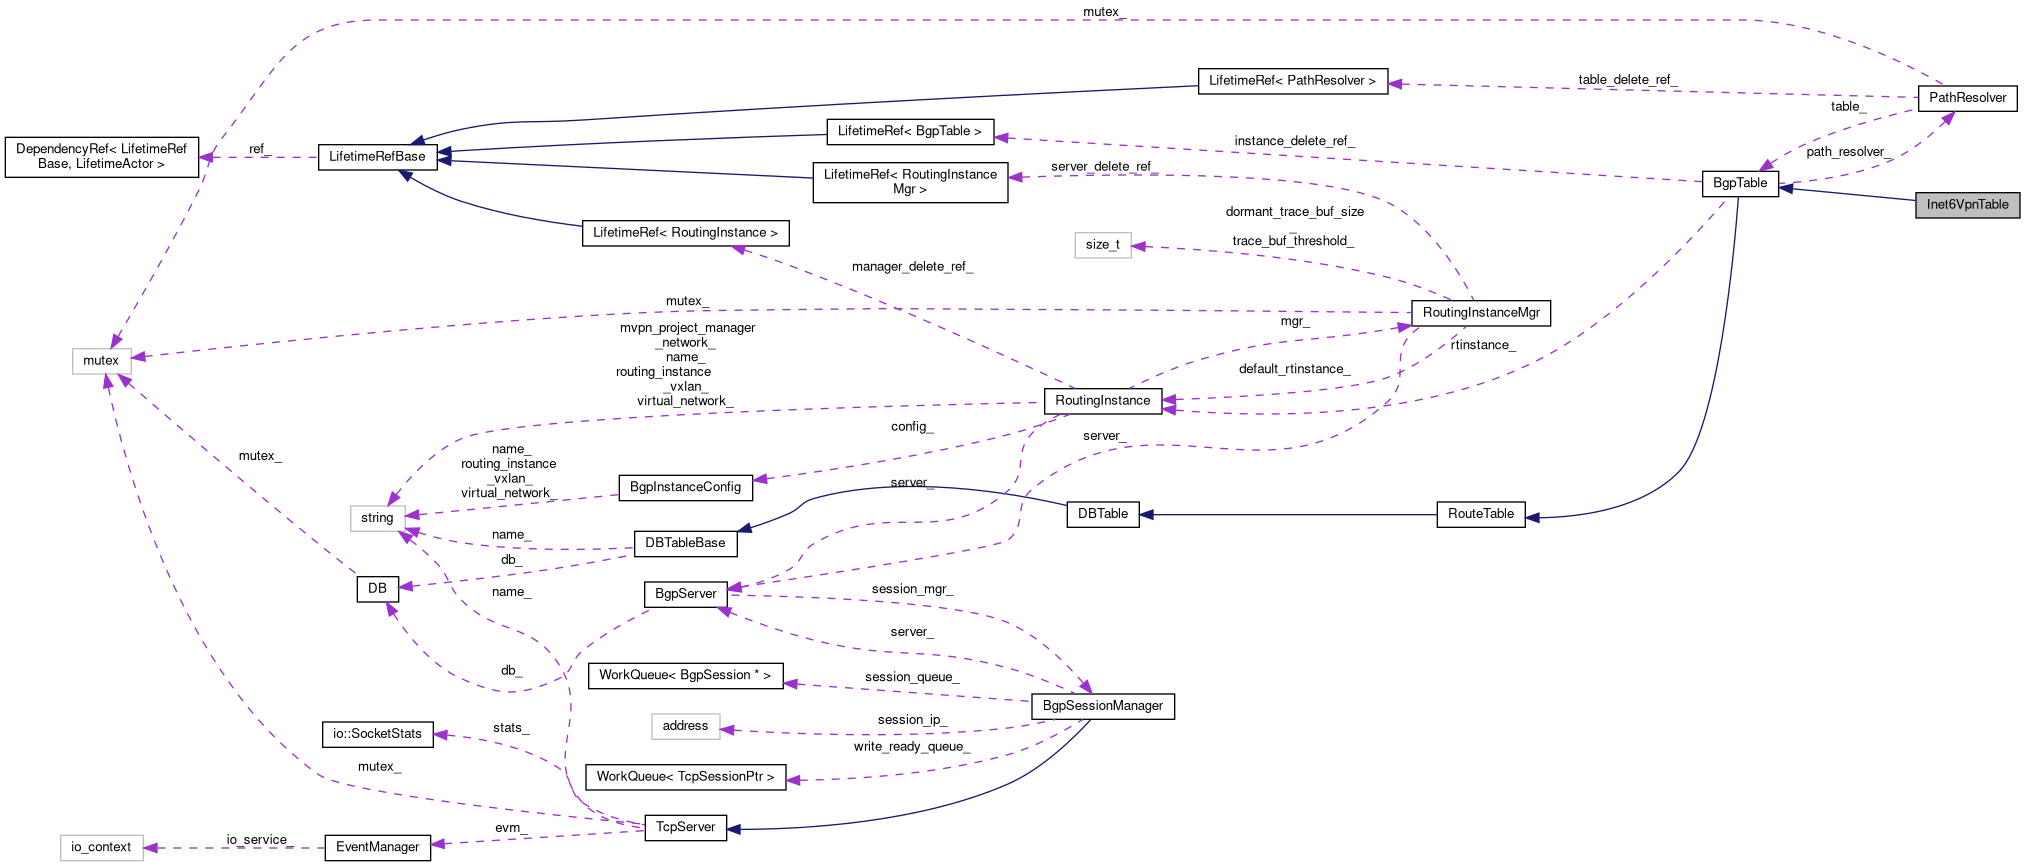 mutex_
LifetimeRef< PathResolver >
table_delete_ref_
PathResolver
table_
LifetimeRef< BgpTable >
instance_delete_ref_
DependencyRef< LifetimeRef
Base, LifetimeActor >
ref_
LifetimeRefBase
path_resolver_
server_delete_ref_
LifetimeRef< RoutingInstance
Mgr >
BgpTable
Inet6VpnTable
dormant_trace_buf_size
_
trace_buf_threshold_
LifetimeRef< RoutingInstance >
size_t
manager_delete_ref_
mutex_
RoutingInstanceMgr
mgr_
rtinstance_
mvpn_project_manager
_network_
name_
routing_instance
_vxlan_
virtual_network_
mutex
default_rtinstance_
RoutingInstance
config_
server_
mutex_
name_
routing_instance
_vxlan_
virtual_network_
BgpInstanceConfig
server_
string
DBTable
RouteTable
name_
DBTableBase
db_
DB
name_
BgpServer
session_mgr_
server_
db_
WorkQueue< BgpSession * >
session_queue_
BgpSessionManager
address
session_ip_
io::SocketStats
stats_
write_ready_queue_
mutex_
WorkQueue< TcpSessionPtr >
TcpServer
evm_
io_context
io_service_
EventManager